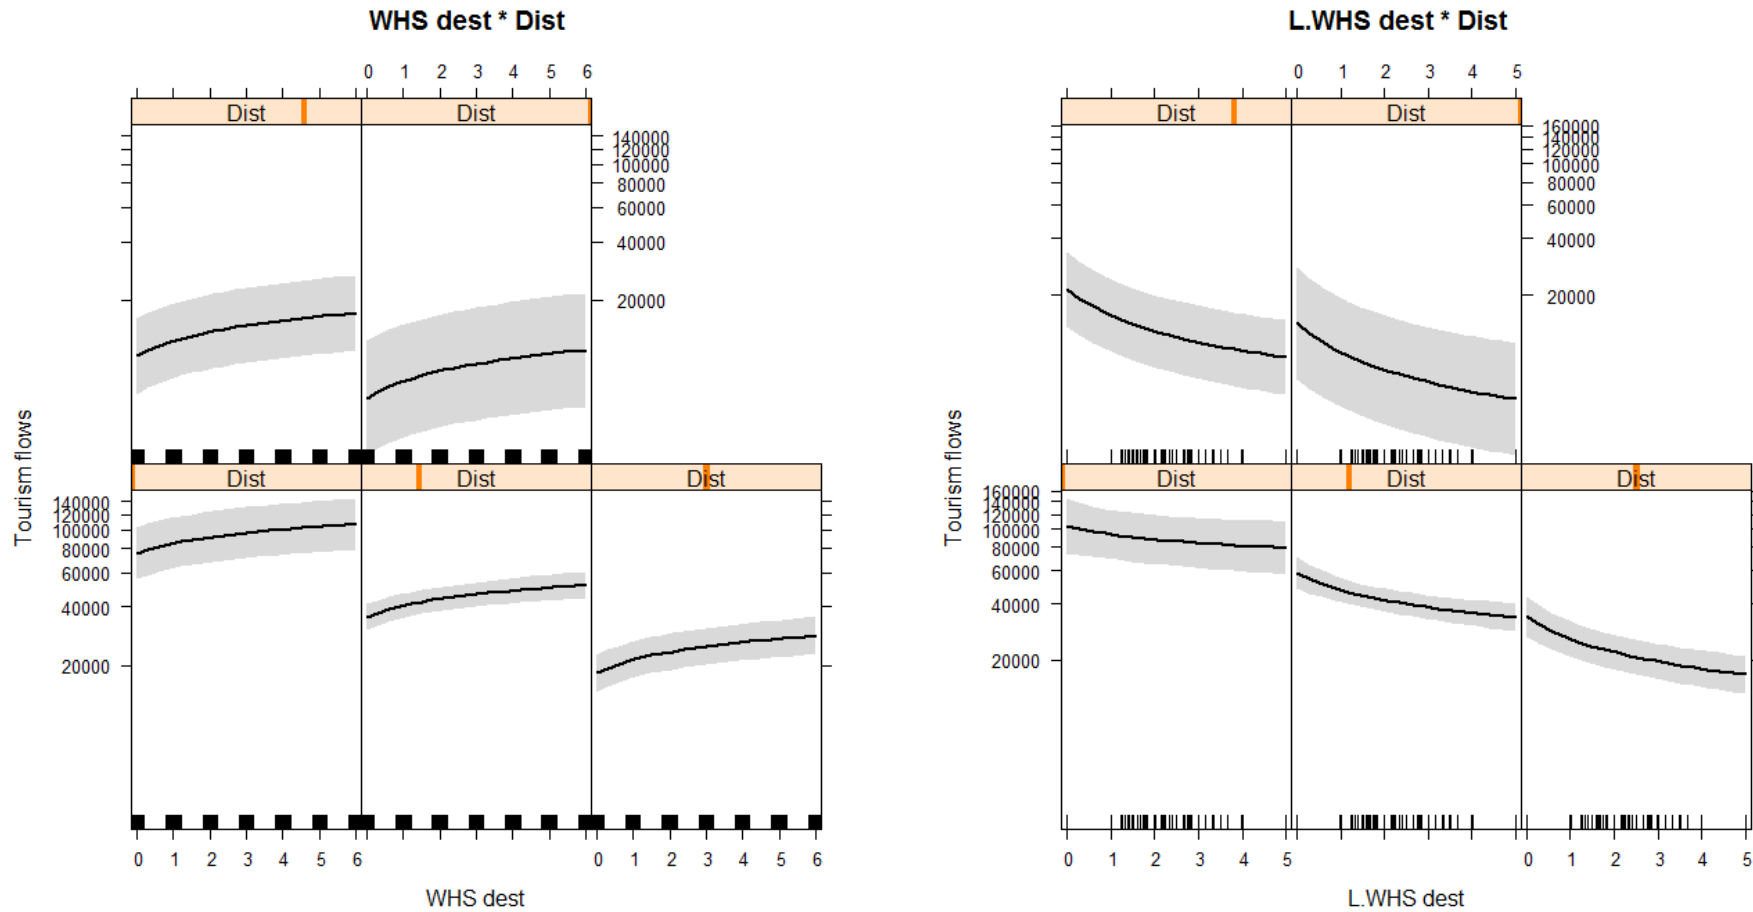 WHS dest * Dist
0 1 2 3 4 5 6
Dist Dist
140000
120000
100000
80000
60000
40000
20000
Dist Dist Dist
140000
120000
100000
80000
60000
40000
20000
Tourism flows
0 1 2 3 4 5 6 0 1 2 3 4 5 6
WHS dest
L.WHS dest * Dist
0 1 2 3 4 5
Dist Dist
160000
140000
120000
100000
80000
60000
40000
20000
Dist Dist Dist
160000
140000
120000
100000
80000
60000
40000
20000
Tourism flows
0 1 2 3 4 5 0 1 2 3 4 5
L.WHS dest